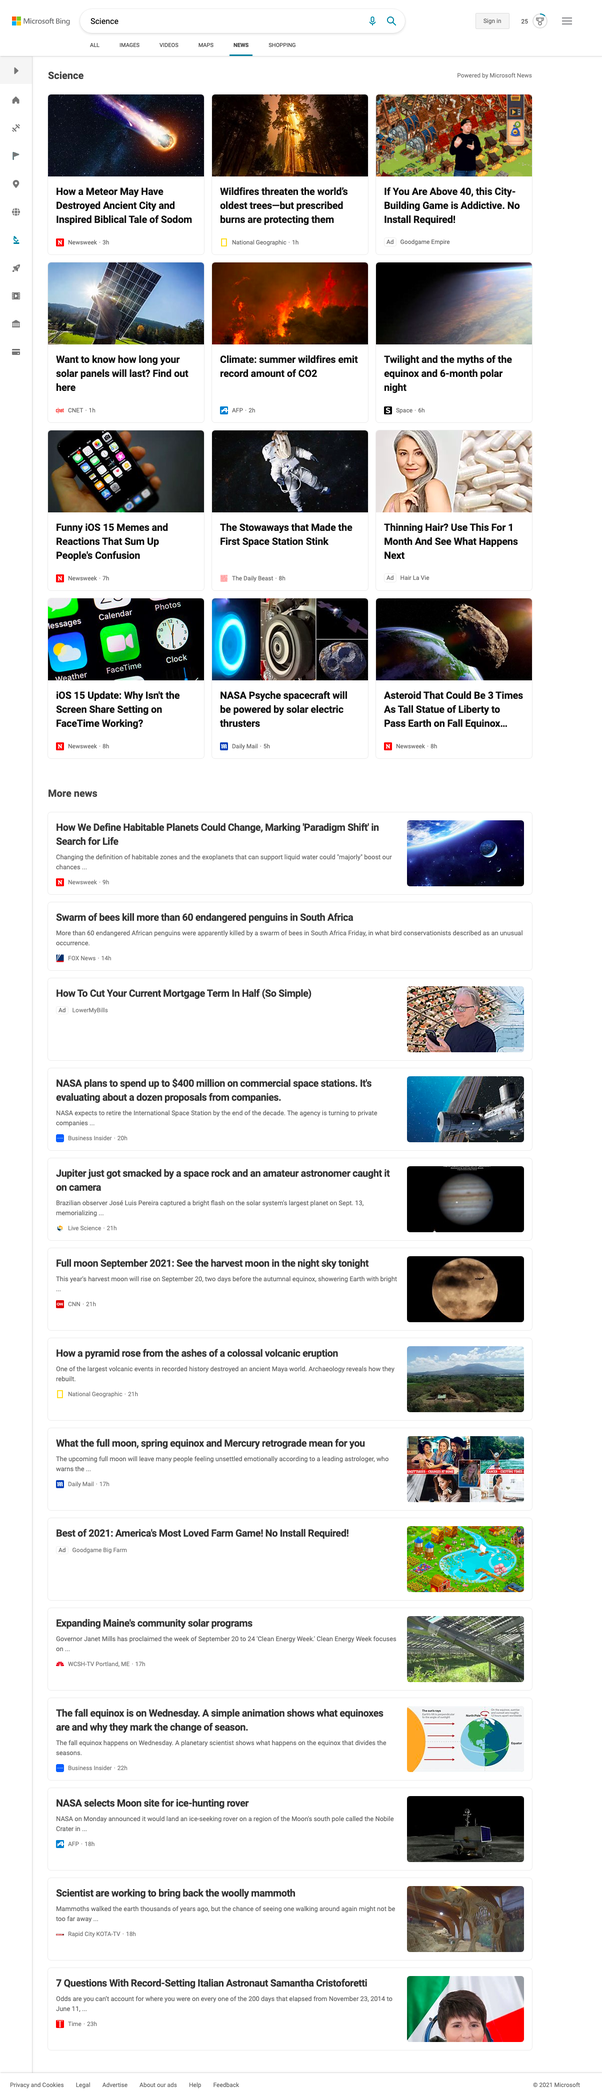 Microsoft Bing
Science
Sign in
25
ALL IMAGES VIDEOS MAPS NEWS SHOPPING
Science
Powered by Microsoft News
How a Meteor May Have
Destroyed Ancient City and
Inspired Biblical Tale of Sodom
Newsweek · 3h
Wildfires threaten the world's
oldest trees—but prescribed
burns are protecting them
National Geographic · 1h
If You Are Above 40, this City-
Building Game is Addictive. No
Install Required!
Ad Goodgame Empire
Want to know how long your
solar panels will last? Find out
here
CNET · 1h
Climate: summer wildfires emit
record amount of CO2
AFP · 2h
Twilight and the myths of the
equinox and 6-month polar
night
Space · 6h
Funny iOS 15 Memes and
Reactions That Sum Up
People's Confusion
Newsweek · 7h
The Stowaways that Made the
First Space Station Stink
The Daily Beast · 8h
Thinning Hair? Use This For 1
Month And See What Happens
Next
Ad Hair La Vie
Messages
Calendar
Photos
Weather
FaceTime
Clock
iOS 15 Update: Why Isn't the
Screen Share Setting on
FaceTime Working?
Newsweek · 8h
NASA Psyche spacecraft will
be powered by solar electric
thrusters
Daily Mail · 5h
Asteroid That Could Be 3 Times
As Tall Statue of Liberty to
Pass Earth on Fall Equinox...
Newsweek · 8h
More news
How We Define Habitable Planets Could Change, Marking 'Paradigm Shift' in
Search for Life
Changing the definition of habitable zones and the exoplanets that can support liquid water could "majorly" boost our
chances ...
Newsweek · 9h
Swarm of bees kill more than 60 endangered penguins in South Africa
More than 60 endangered African penguins were apparently killed by a swarm of bees in South Africa Friday, in what bird conservationists described as an unusual
occurrence.
FOX News · 14h
How To Cut Your Current Mortgage Term In Half (So Simple)
Ad LowerMyBills
NASA plans to spend up to $400 million on commercial space stations. It's
evaluating about a dozen proposals from companies.
NASA expects to retire the International Space Station by the end of the decade. The agency is turning to private
companies ...
Business Insider · 20h
Jupiter just got smacked by a space rock and an amateur astronomer caught it
on camera
Brazilian observer José Luis Pereira captured a bright flash on the solar system's largest planet on Sept. 13,
memorializing ...
Live Science · 21h
Full moon September 2021: See the harvest moon in the night sky tonight
This year's harvest moon will rise on September 20, two days before the autumnal equinox, showering Earth with bright
...
CNN · 21h
How a pyramid rose from the ashes of a colossal volcanic eruption
One of the largest volcanic events in recorded history destroyed an ancient Maya world. Archaeology reveals how they
rebuilt.
National Geographic · 21h
What the full moon, spring equinox and Mercury retrograde mean for you
The upcoming full moon will leave many people feeling unsettled emotionally according to a leading astrologer, who
warns the ...
Daily Mail · 17h
Best of 2021: America's Most Loved Farm Game! No Install Required!
Ad Goodgame Big Farm
Expanding Maine's community solar programs
Governor Janet Mills has proclaimed the week of September 20 to 24 'Clean Energy Week.' Clean Energy Week focuses
on ...
WCSH-TV Portland, ME · 17h
The fall equinox is on Wednesday. A simple animation shows what equinoxes
are and why they mark the change of season.
The fall equinox happens on Wednesday. A planetary scientist shows what happens on the equinox that divides the
seasons.
Business Insider · 22h
NASA selects Moon site for ice-hunting rover
NASA on Monday announced it would land an ice-seeking rover on a region of the Moon's south pole called the Nobile
Crater in ...
AFP · 18h
Scientist are working to bring back the woolly mammoth
Mammoths walked the earth thousands of years ago, but the chance of seeing one walking around again might not be
too far away ...
Rapid City KOTA-TV · 18h
7 Questions With Record-Setting Italian Astronaut Samantha Cristoforetti
Odds are you can't account for where you were on every one of the 200 days that elapsed from November 23, 2014 to
June 11, ...
Time · 23h
Privacy and Cookies Legal Advertise About our ads Help Feedback
© 2021 Microsoft